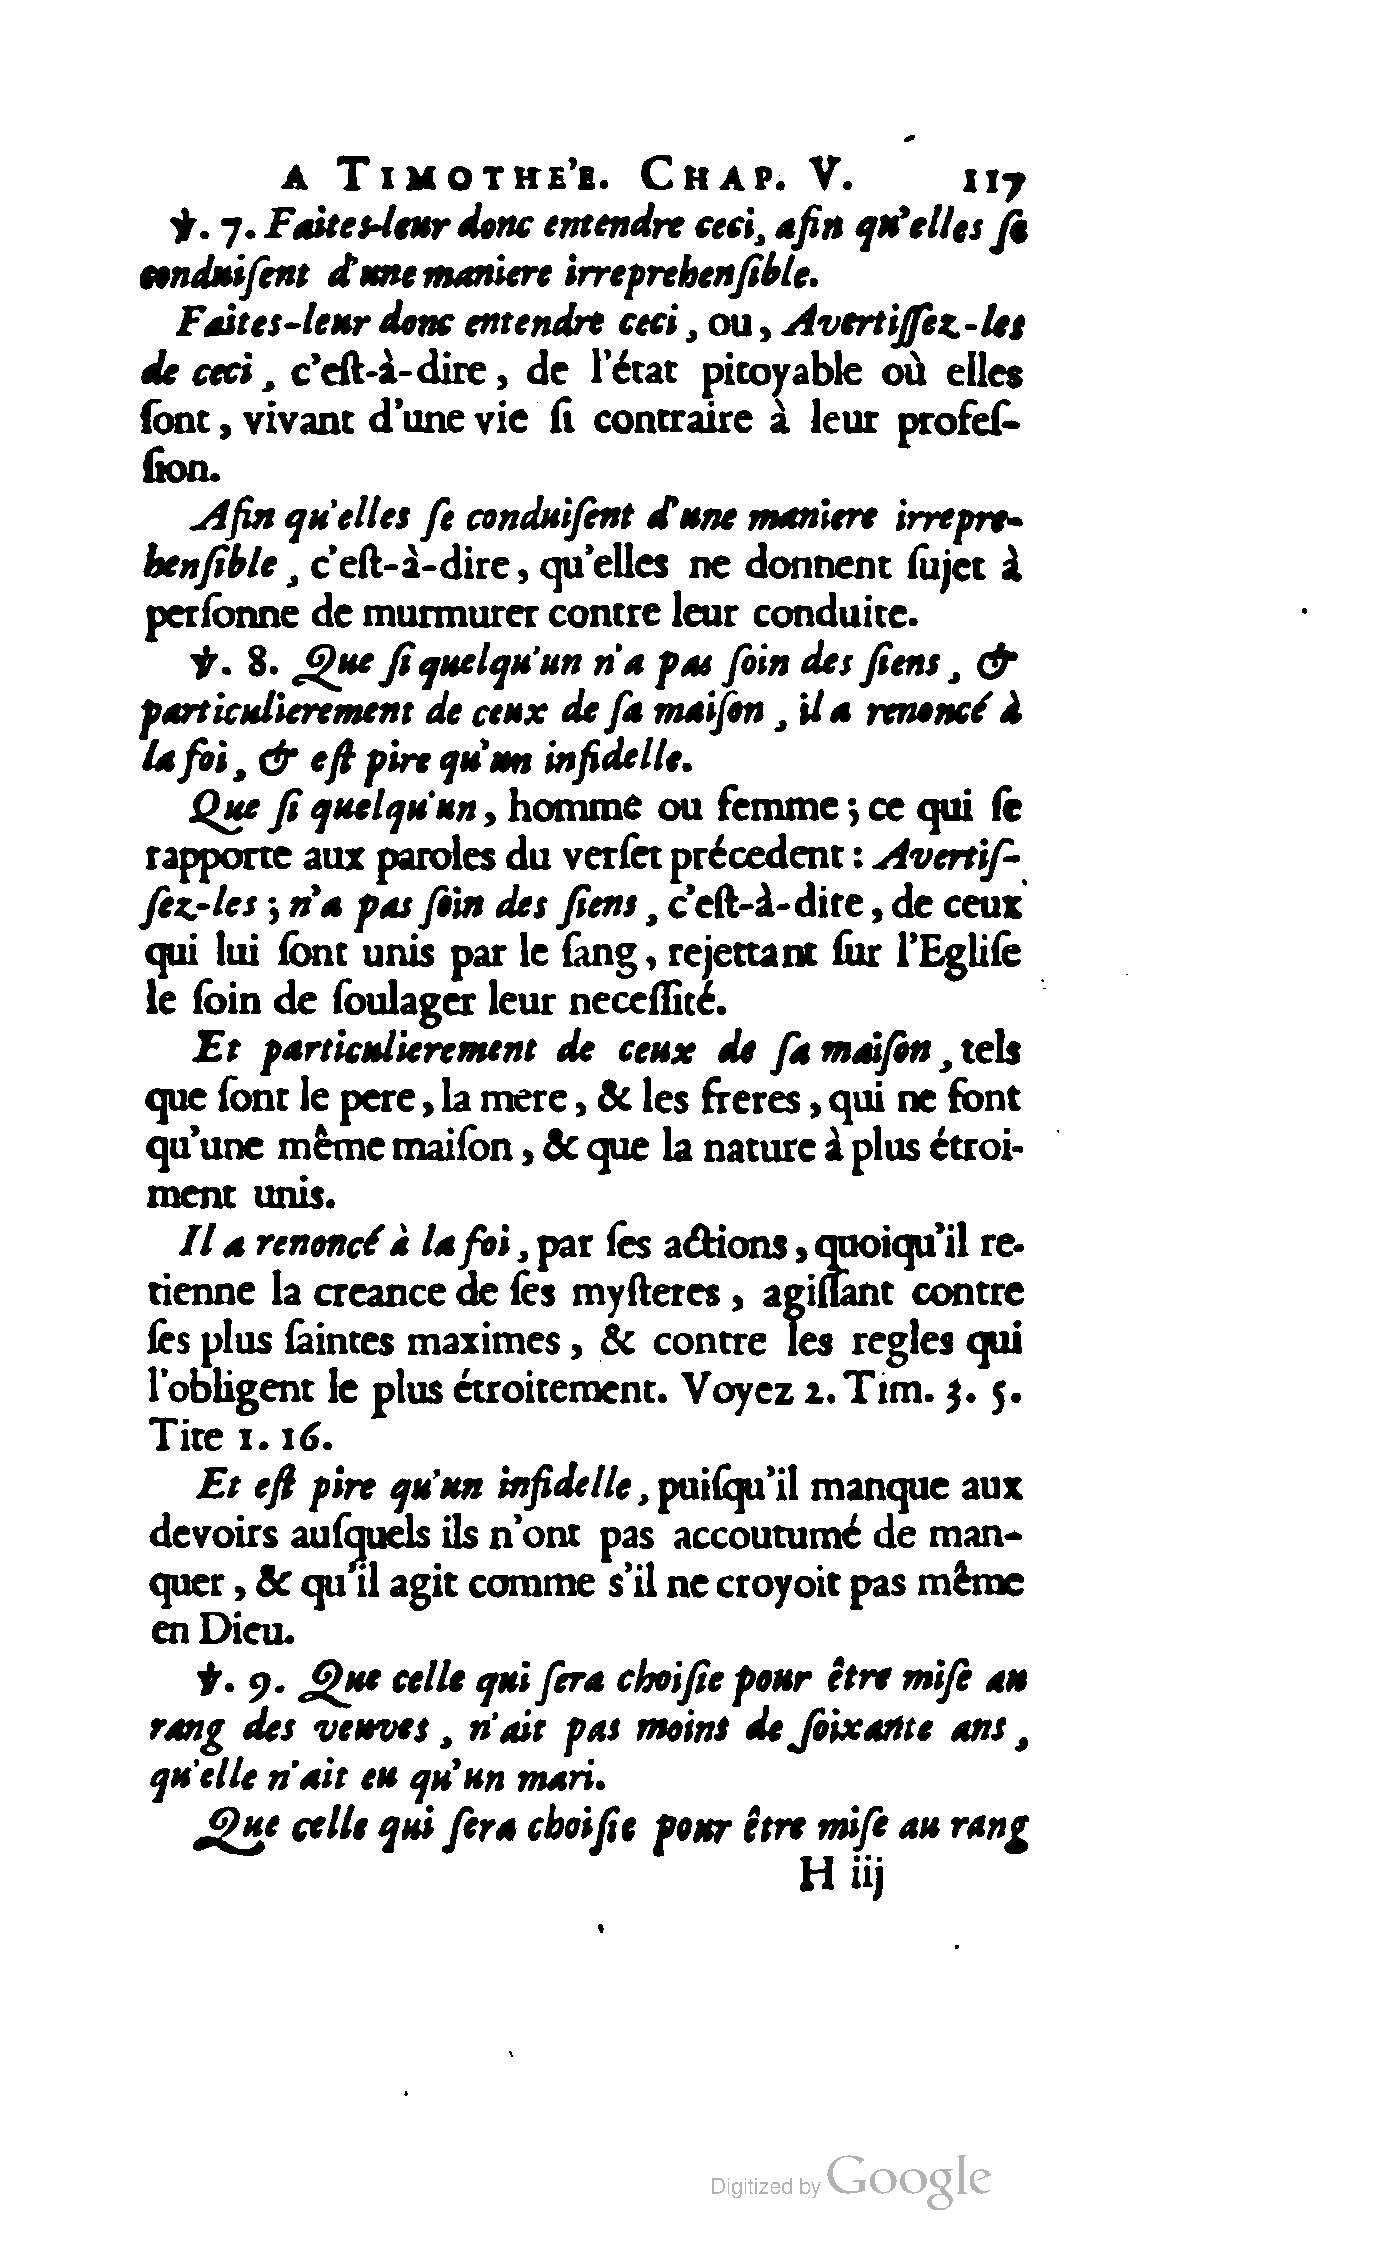 A TIMOTHE'E. CHAP. V. 117
℣. 7. Faites-leur donc entendre ceci, afin qu'elles ſe
conduiſent d'une maniere irreprehenſible.
Faites-leur donc entendre ceci, ou, Avertiſſez-les
de ceci, c'eſt-à-dire, de l'état pitoyable où elles
ſont, vivant d'une vie ſi contraire à leur profeſ-
ſion.
Afin qu'elles ſe conduiſent d'une maniere irrepre-
henſible, c'eſt-à-dire, qu'elles ne donnent ſujet à
perſonne de murmurer contre leur conduite.
℣. 8. Que ſi quelqu'un n'a pas ſoin des ſiens, &
particulierement de ceux de ſa maiſon, il a renoncé à
la foi, & eſt pire qu'un infidelle.
Que ſi quelqu'un, homme ou femme; ce qui ſe
rapporte aux paroles du verſet précedent: Avertiſ-
ſez-les; n'a pas ſoin des ſiens, c'eſt-à-dire, de ceux
qui lui ſont unis par le ſang, rejettant ſur l'Egliſe
le ſoin de ſoulager leur neceſſité.
Et particulierement de ceux de ſa maiſon, tels
que ſont le pere, la mere, & les freres, qui ne font
qu'une même maiſon, & que la nature à plus étroi-
ment unis.
Il a renoncé à la foi, par ſes actions, quoiqu'il re-
tienne la creance de ſes myſteres, agiſſant contre
ſes plus ſaintes maximes, & contre les regles qui
l'obligent le plus étroitement. Voyez 2. Tim. 3. 5.
Tite 1. 16.
Et eſt pire qu'un infidelle, puiſqu'il manque aux
devoirs auſquels ils n'ont pas accoutumé de man-
quer, & qu'il agit comme s'il ne croyoit pas même
en Dieu.
℣. 9. Que celle qui ſera choiſie pour être miſe au
rang des veuves, n'ait pas moins de ſoixante ans,
qu'elle n'ait eu qu'un mari.
Que celle qui ſera choiſie pour être miſe au rang
H iij
Digitized by Google